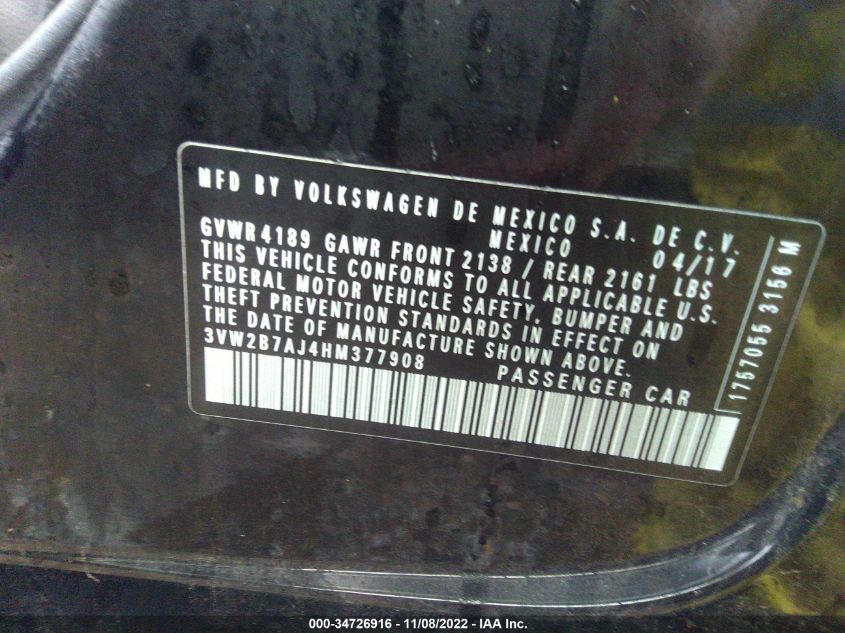 MFD BY VOLKSWAGEN DE MEXICO S.A. DE C.V.
MEXICO 04/17
GVWR 4189 GAWR FRONT 2138 / REAR 2161 LBS
THIS VEHICLE CONFORMS TO ALL APPLICABLE U.S.
FEDERAL MOTOR VEHICLE SAFETY, BUMPER AND
THEFT PREVENTION STANDARDS IN EFFECT ON
THE DATE OF MANUFACTURE SHOWN ABOVE.
3VW2B7AJ4HM377908 PASSENGER CAR
1757055 3156 M
000-34726916 - 11/08/2022 - IAA Inc.